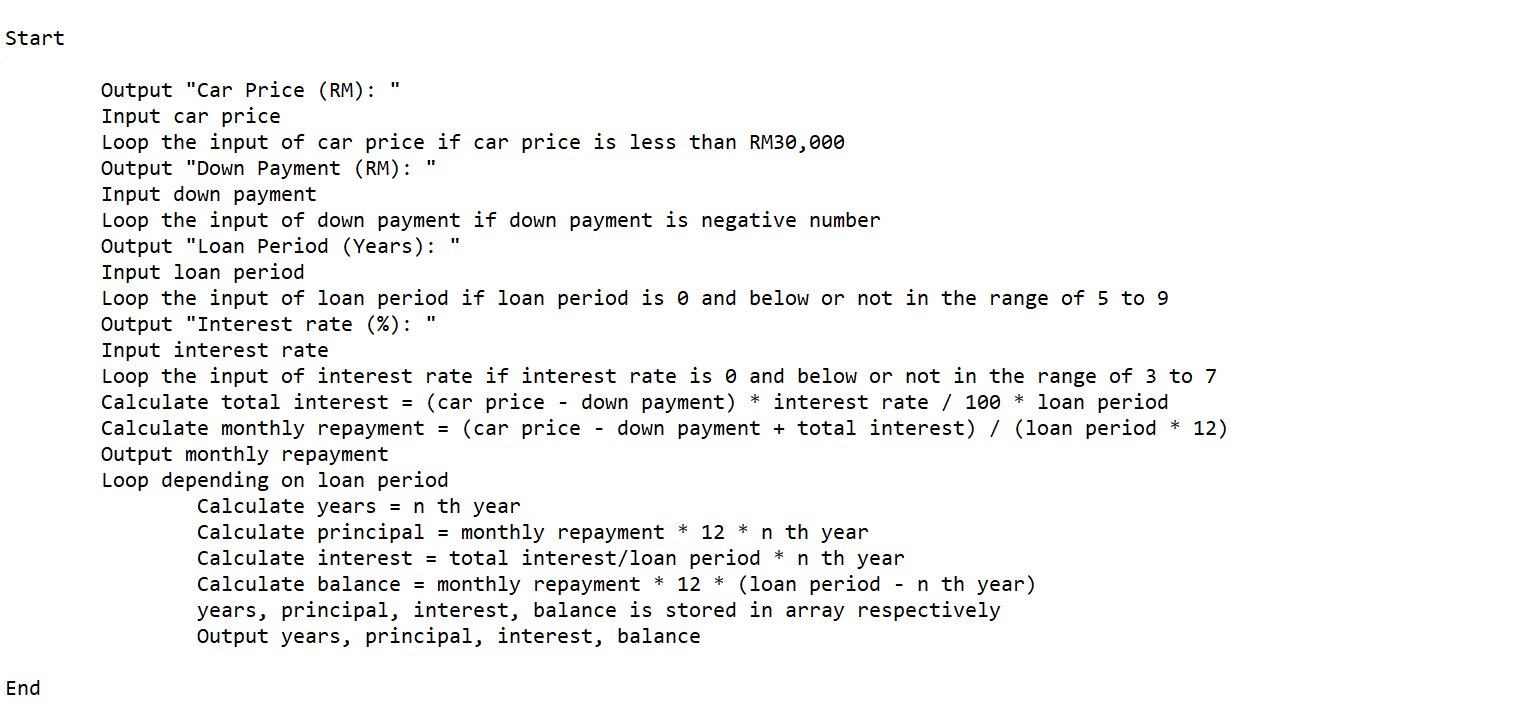 Start
Output "Car Price (RM): "
Input car price
Loop the input of car price if car price is less than RM30,000
Output "Down Payment (RM): "
Input down payment
Loop the input of down payment if down payment is negative number
Output "Loan Period (Years): "
Input loan period
Loop the input of loan period if loan period is 0 and below or not in the range of 5 to 9
Output "Interest rate (%): "
Input interest rate
Loop the input of interest rate if interest rate is 0 and below or not in the range of 3 to 7
Calculate total interest = (car price - down payment) * interest rate / 100 * loan period
Calculate monthly repayment = (car price - down payment + total interest) / (loan period * 12)
Output monthly repayment
Loop depending on loan period
Calculate years = n th year
Calculate principal = monthly repayment * 12 * n th year
Calculate interest = total interest/loan period * n th year
Calculate balance = monthly repayment * 12 * (loan period - n th year)
years, principal, interest, balance is stored in array respectively
Output years, principal, interest, balance
End